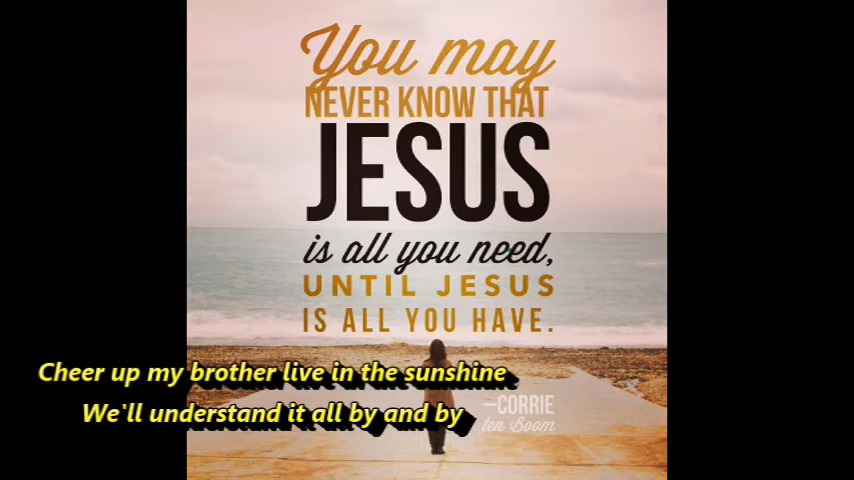 You may
NEVER KNOW THAT
JESUS
is all you need,
UNTIL JESUS
IS ALL YOU HAVE.
Cheer up my brother live in the sunshine
We'll understand it all by and by
—CORRIE
ten Boom